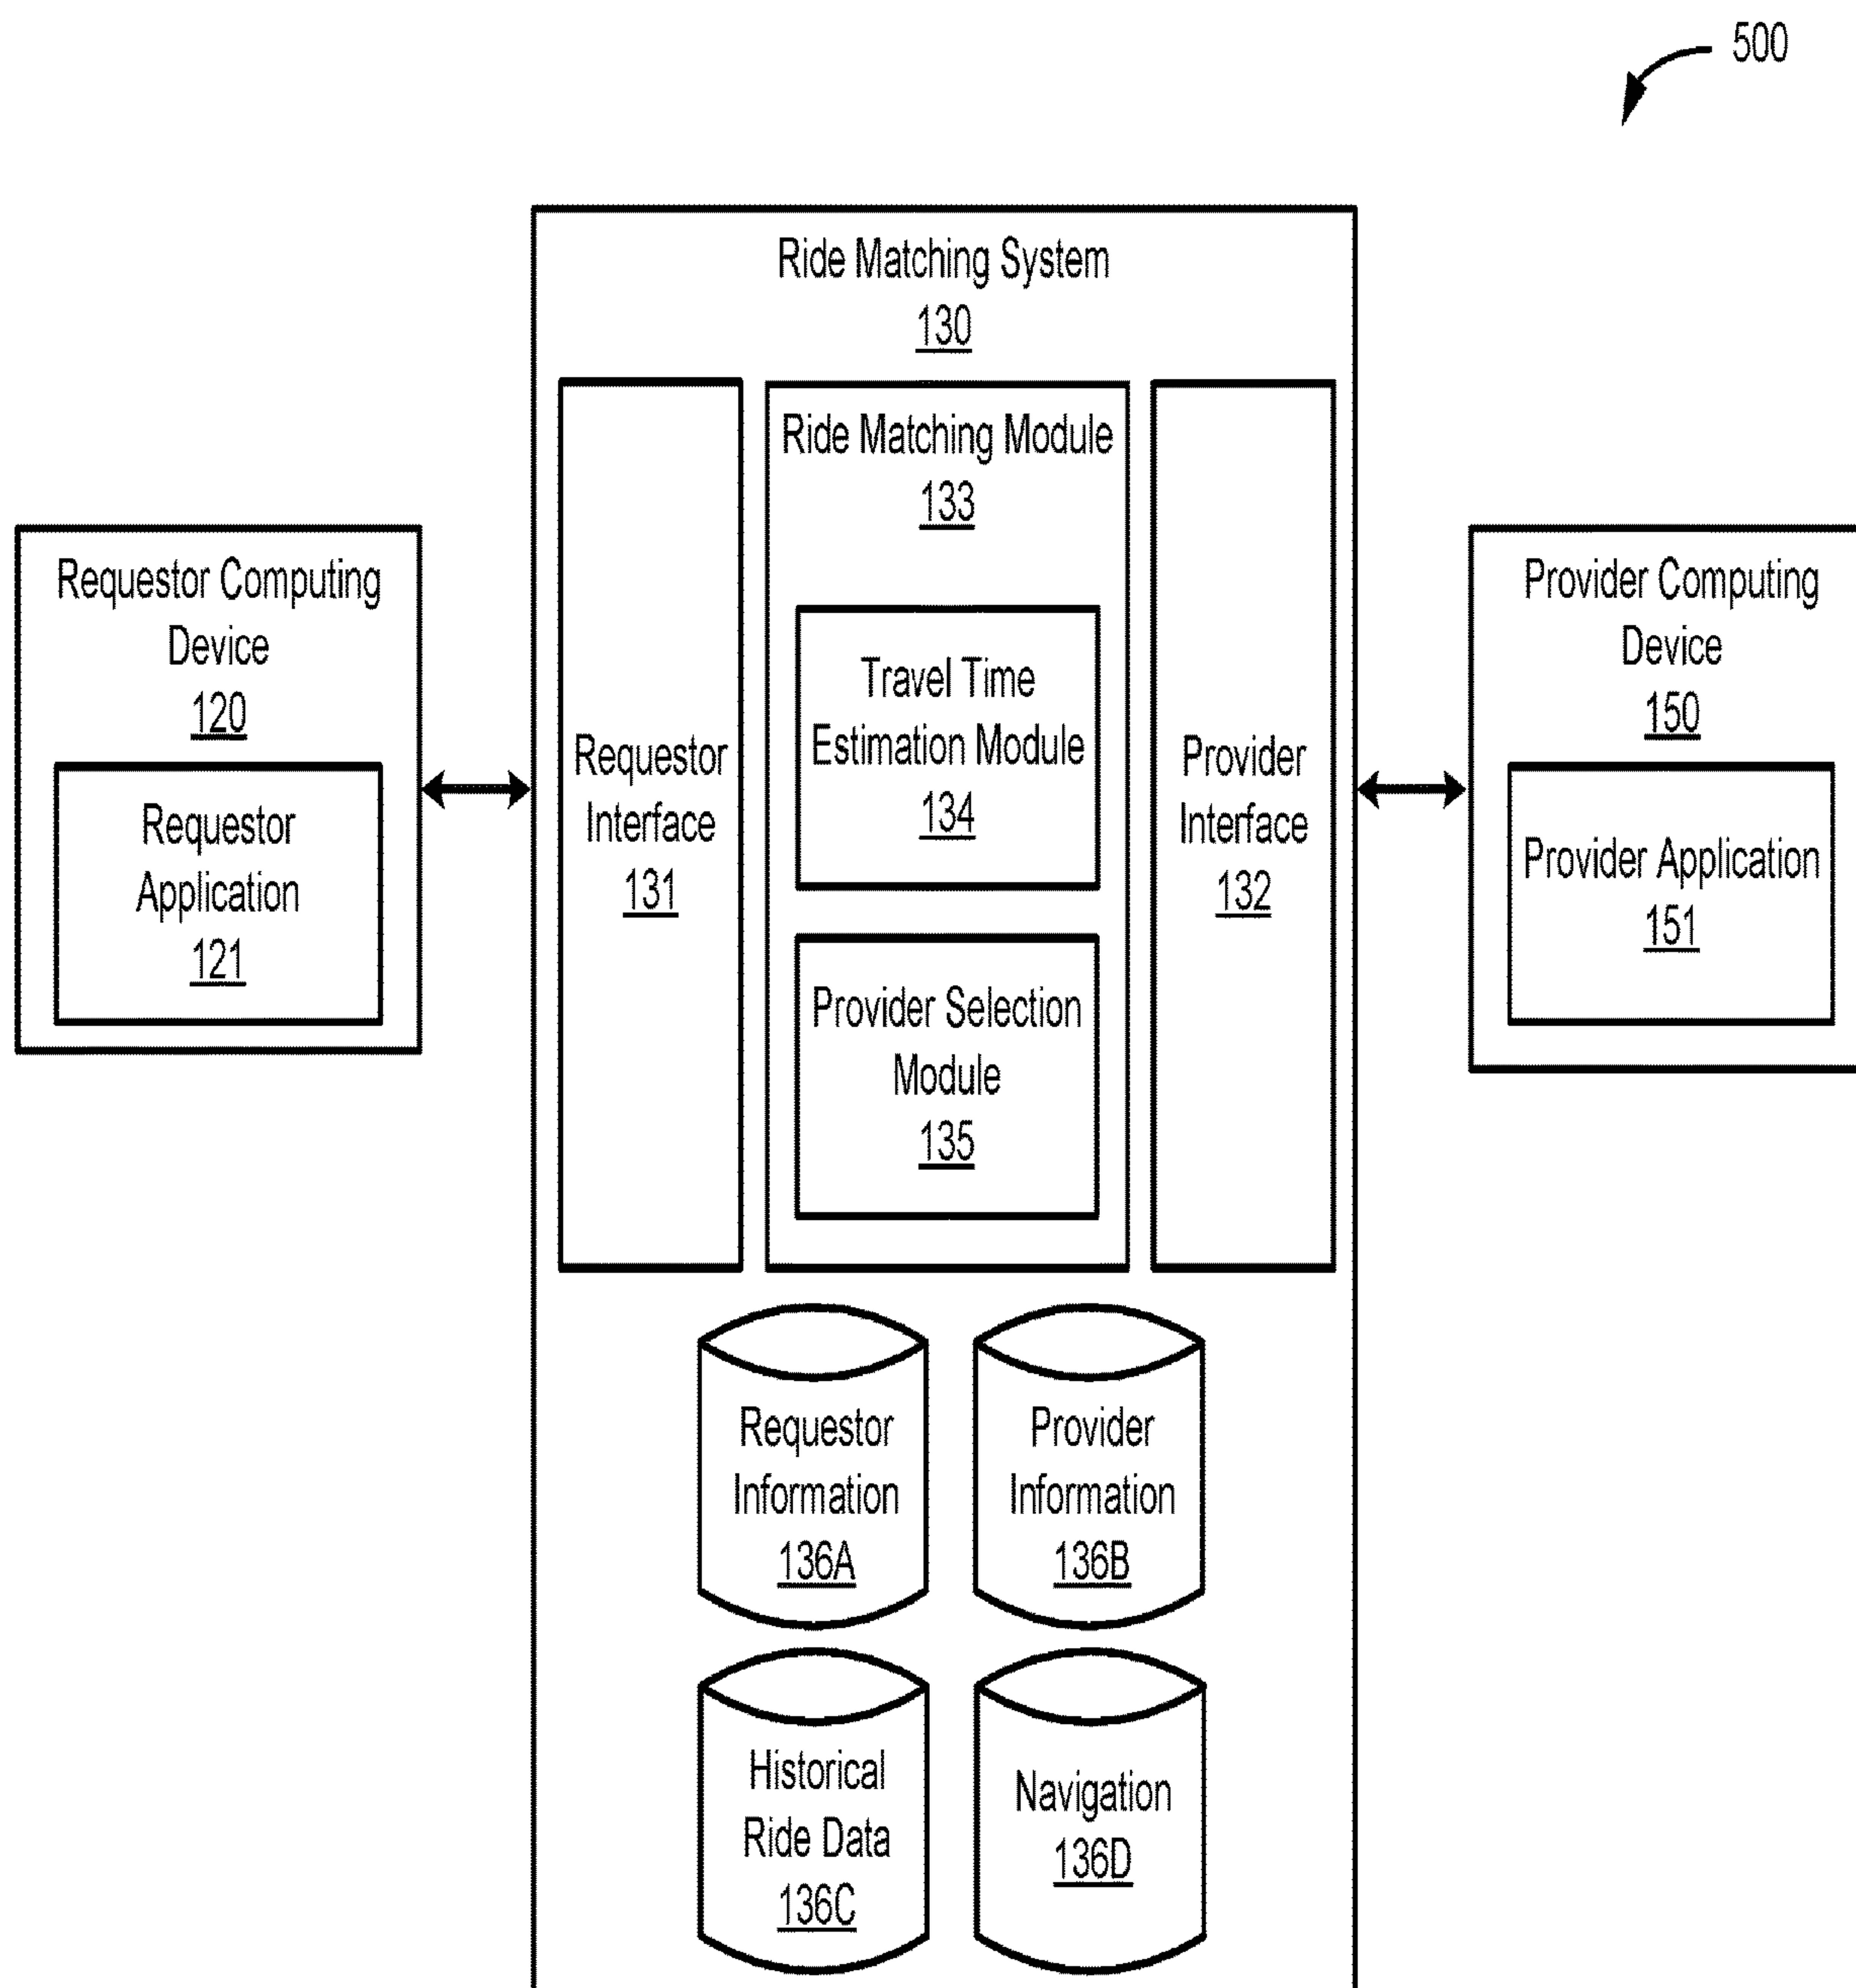 500
Ride Matching System
130
Requestor Computing
Device
120
Requestor
Application
121
Requestor
Interface
131
Ride Matching Module
133
Travel Time
Estimation Module
134
Provider Selection
Module
135
Provider
Interface
132
Provider Computing
Device
150
Provider Application
151
Requestor
Information
136A
Provider
Information
136B
Historical
Ride Data
136C
Navigation
136D